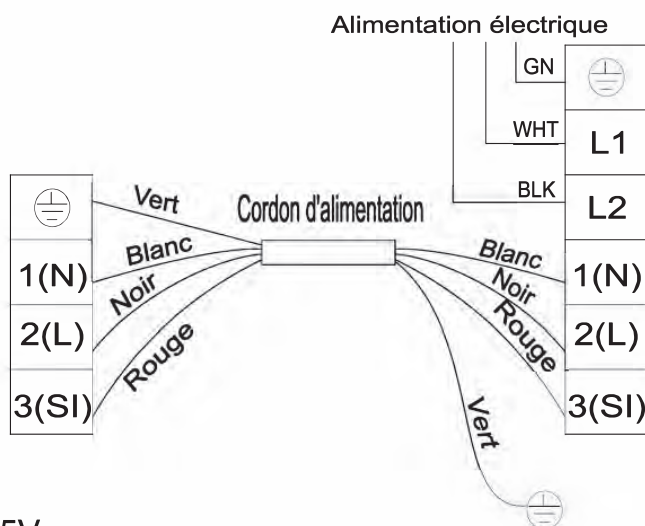 Alimentation électrique
GN
WHT
L1
BLK
L2
Vert
Cordon d'alimentation
Blanc
Blanc
1(N)
1(N)
Noir
Noir
2(L)
2(L)
Rouge
Rouge
3(SI)
3(SI)
Vert
5V